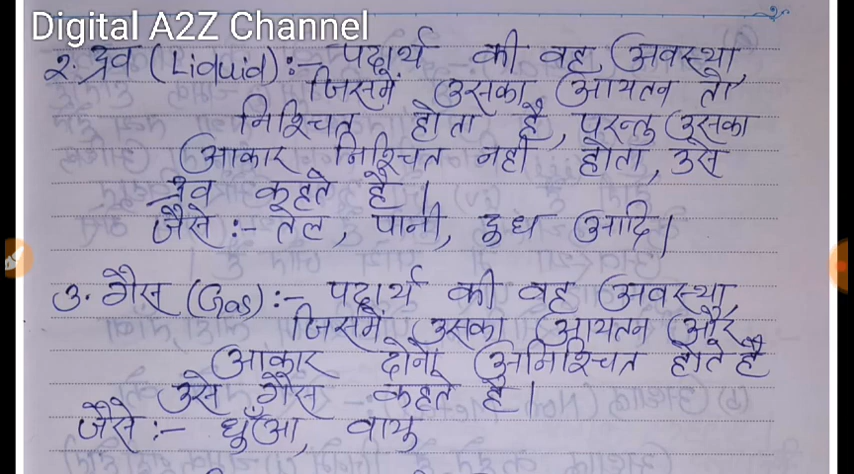 Digital A2Z Channel
2. द्रव (Liquid):- पदार्थ की वह अवस्था
जिसमें उसका आयतन तो
निश्चित होता है, परन्तु उसका
आकार निश्चित नहीं होता, उसे
द्रव कहते है।
जैसे :- तेल, पानी, दुध आदि।
3. गैस (Gas):- पदार्थ की वह अवस्था
जिसमें उसका आयतन और
आकार दोनो अनिश्चित होते है
उसे गैस कहते है।
जैसे :- धुँआ, वायु